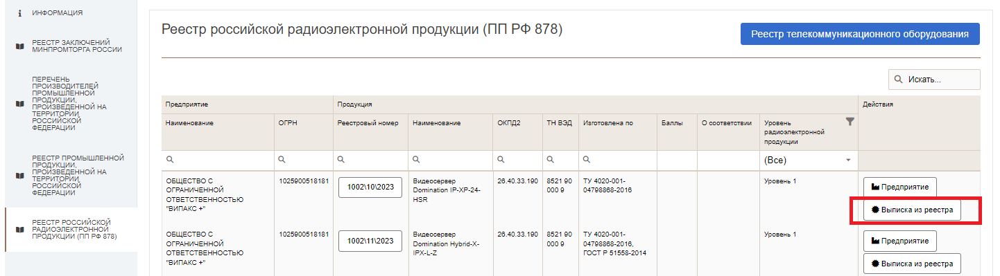 ИНФОРМАЦИЯ
РЕЕСТР ЗАКЛЮЧЕНИЙ
МИНПРОМТОРГА РОССИИ
ПЕРЕЧЕНЬ
ПРОИЗВОДИТЕЛЕЙ
ПРОМЫШЛЕННОЙ
ПРОДУКЦИИ,
ПРОИЗВЕДЕННОЙ НА
ТЕРРИТОРИИ
РОССИЙСКОЙ
ФЕДЕРАЦИИ
РЕЕСТР ПРОМЫШЛЕННОЙ
ПРОДУКЦИИ,
ПРОИЗВЕДЕННОЙ НА
ТЕРРИТОРИИ
РОССИЙСКОЙ
ФЕДЕРАЦИИ
РЕЕСТР РОССИЙСКОЙ
РАДИОЭЛЕКТРОННОЙ
ПРОДУКЦИИ (ПП РФ 878)
Реестр российской радиоэлектронной продукции (ПП РФ 878)
Реестр телекоммуникационного оборудования
Искать...
Предприятие
Продукция
Действия
Наименование
ОГРН
Реестровый номер
Наименование
ОКПД2
ТН ВЭД
Изготовлена по
Баллы
О соответствии
Уровень
радиоэлектронной
продукции
(Все)
ОБЩЕСТВО С
ОГРАНИЧЕННОЙ
ОТВЕТСТВЕННОСТЬЮ
"ВИПАКС +"
1025900518181
1002\10\2023
Видеосервер
Domination IP-XP-24-
HSR
26.40.33.190
8521 90
000 9
ТУ 4020-001-
04798868-2016
Уровень 1
Предприятие
Выписка из реестра
ОБЩЕСТВО С
ОГРАНИЧЕННОЙ
ОТВЕТСТВЕННОСТЬЮ
"ВИПАКС +"
1025900518181
1002\11\2023
Видеосервер
Domination Hybrid-X-
IPX-L-Z
26.40.33.190
8521 90
000 9
ТУ 4020-001-
04798868-2016,
ГОСТ Р 51558-2014
Уровень 1
Предприятие
Выписка из реестра